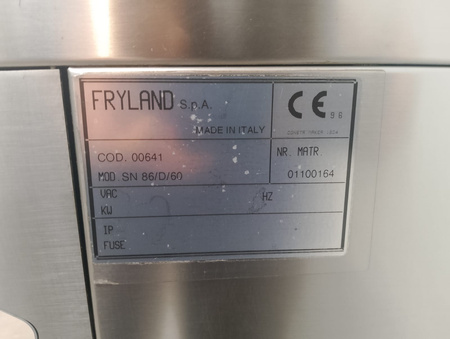 FRYLAND S.p.A.
MADE IN ITALY
CE 96
COD. 00641
MOD SN 86/D/60
NR. MATR
01100164
VAC HZ
KW
IP
FUSE